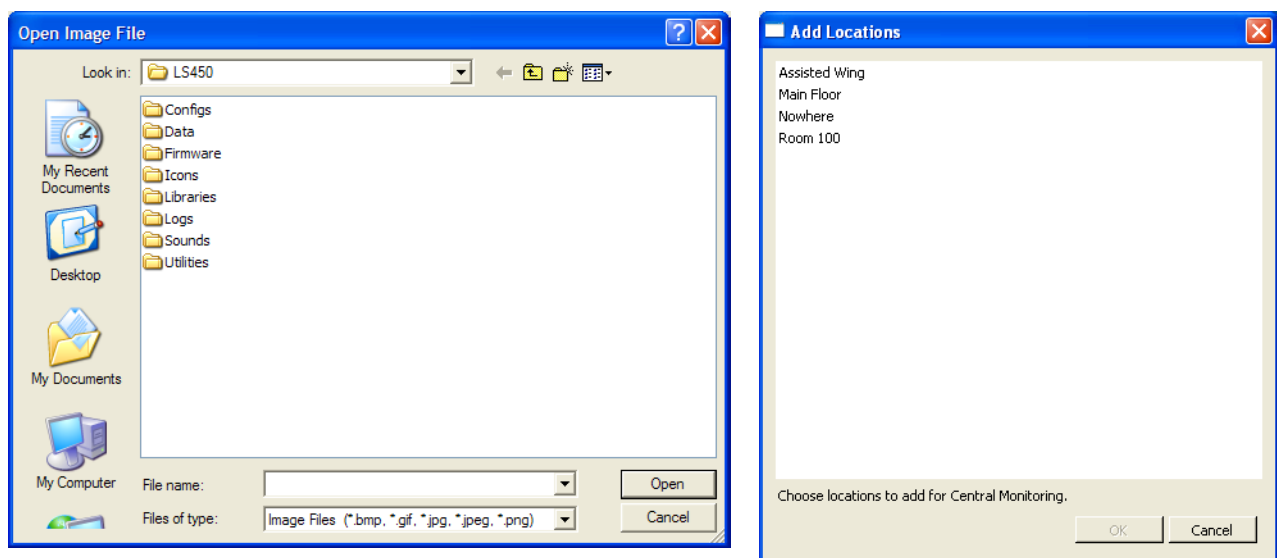 Open Image File
Look in: LS450
Configs
Data
Firmware
Icons
Libraries
Logs
Sounds
Utilities
My Recent
Documents
Desktop
My Documents
My Computer
File name:
Open
Files of type: Image Files (*.bmp, *.gif, *.jpg, *.jpeg, *.png)
Cancel
Add Locations
Assisted Wing
Main Floor
Nowhere
Room 100
Choose locations to add for Central Monitoring.
OK
Cancel